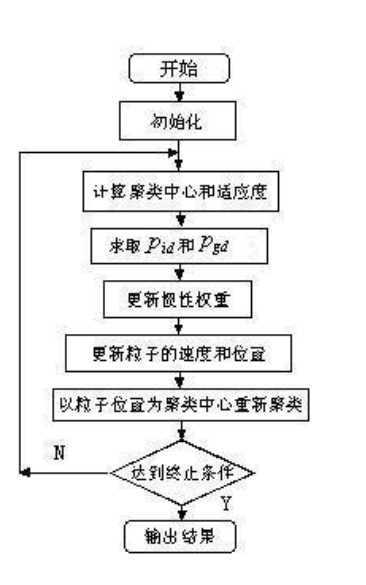 开始
初始化
计算聚类中心和适应度
求取 pid和 pgd
更新惯性权重
更新粒子的速度和位置
以粒子位置为聚类中心重新聚类
N
达到终止条件
Y
输出结果